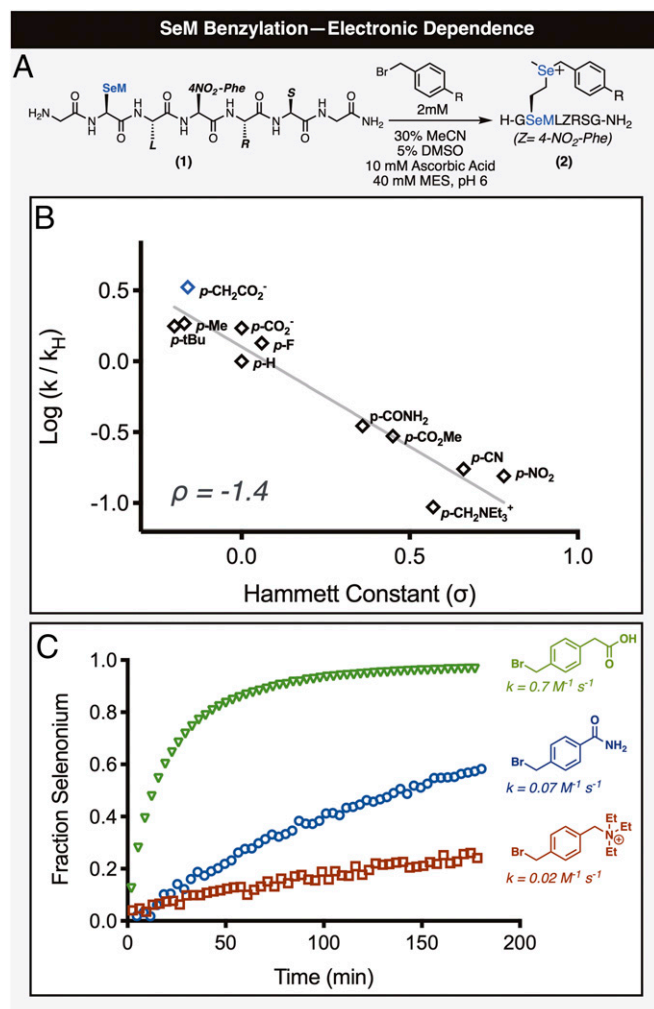 SeM Benzylation—Electronic Dependence
A
SeM
4NO2-Phe
H2N
O
H
N
L
R
S
NH2
(1)
Br
R
2mM
30% MeCN
5% DMSO
10 mM Ascorbic Acid
40 mM MES, pH 6
Se+
R
H-GSeMLZRSG-NH2
(Z= 4-NO2-Phe)
(2)
B
Log (k / kH)
0.5
0.0
-0.5
-1.0
p-CH2CO2-
p-Me
p-tBu
p-CO2-
p-F
p-H
p-CONH2
p-CO2Me
p-CN
p-NO2
p-CH2NEt3+
ρ = -1.4
0.0 0.5 1.0
Hammett Constant (σ)
C
Fraction Selenonium
1.0
0.8
0.6
0.4
0.2
0.0
0 50 100 150 200
Time (min)
Br
OH
O
k = 0.7 M-1 s-1
O
Br
NH2
k = 0.07 M-1 s-1
Et
Et
N+
Br
Et
k = 0.02 M-1 s-1